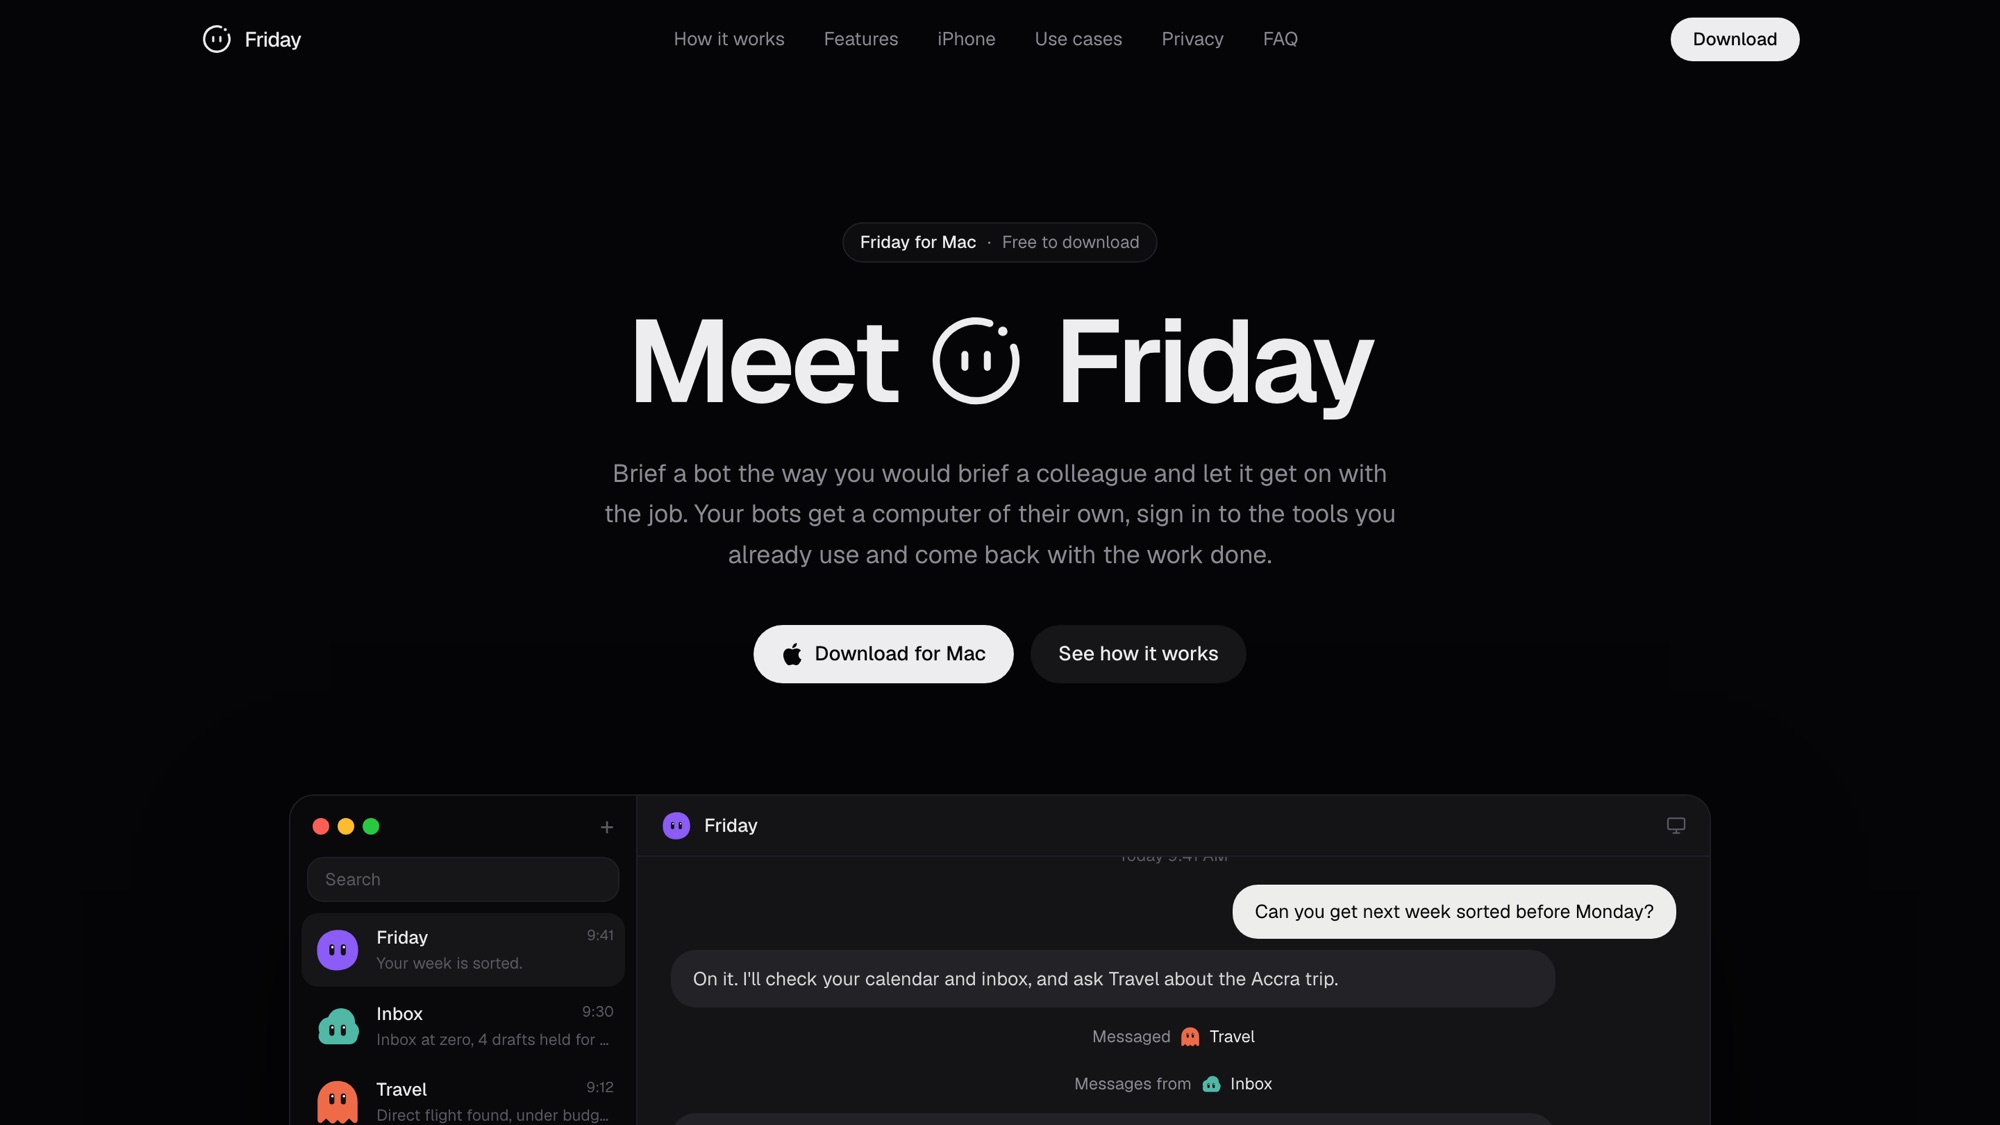 Friday
How it works
Features
iPhone
Use cases
Privacy
FAQ
Download
Friday for Mac · Free to download
Meet Friday
Brief a bot the way you would brief a colleague and let it get on with
the job. Your bots get a computer of their own, sign in to the tools you
already use and come back with the work done.
Download for Mac
See how it works
Search
Friday
9:41
Your week is sorted.
Inbox
9:30
Inbox at zero, 4 drafts held for ...
Travel
9:12
Direct flight found, under budg...
Friday
Today 9:41 AM
Can you get next week sorted before Monday?
On it. I'll check your calendar and inbox, and ask Travel about the Accra trip.
Messaged Travel
Messages from Inbox